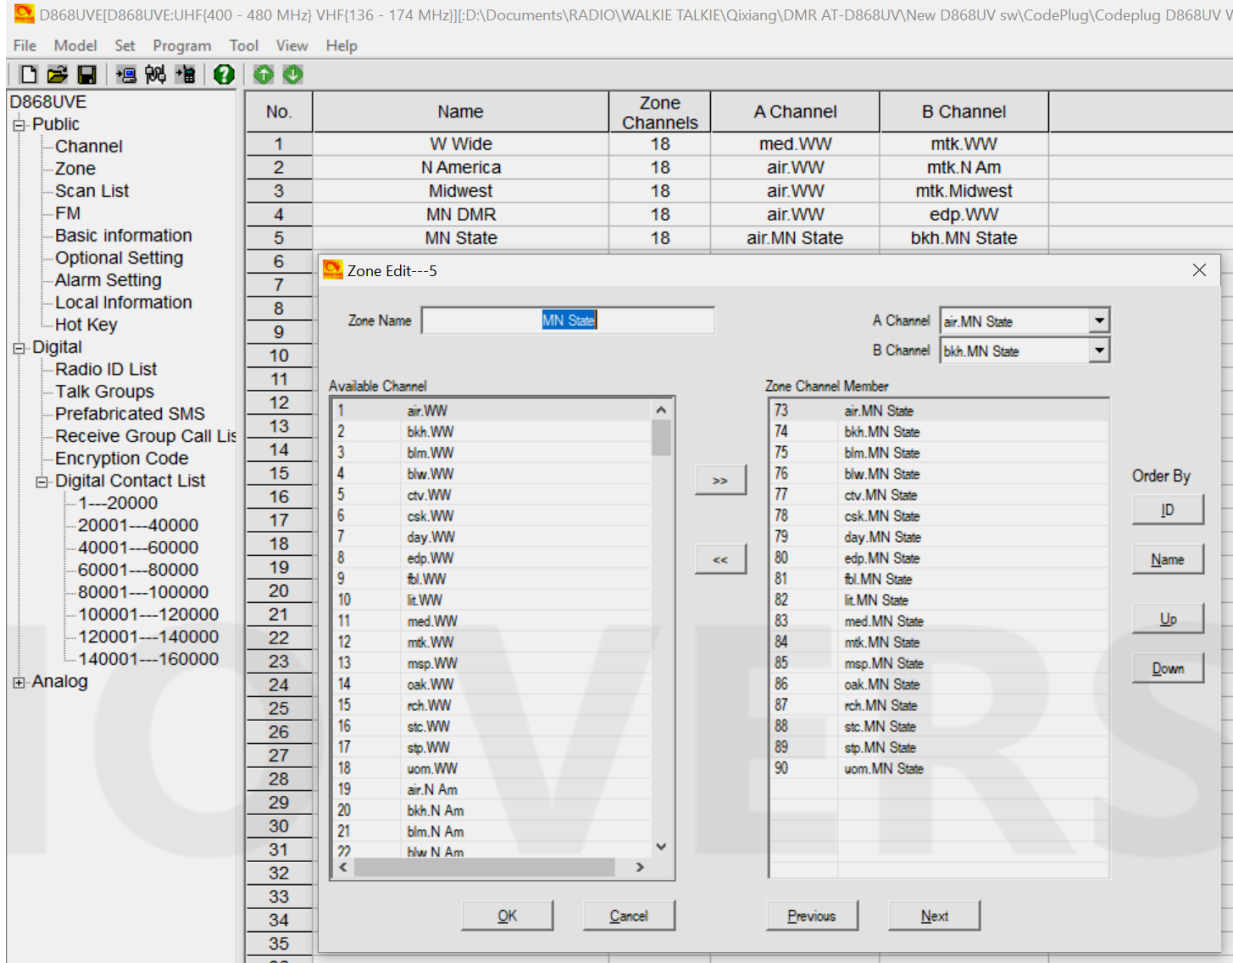 D868UVE[D868UVE:UHF{400 - 480 MHz} VHF{136 - 174 MHz}][:D:\Documents\RADIO\WALKIE TALKIE\Qixiang\DMR AT-D868UV\New D868UV sw\CodePlug\Codeplug D868UV W
File Model Set Program Tool View Help
D868UVE
Public
Channel
Zone
Scan List
FM
Basic information
Optional Setting
Alarm Setting
Local Information
Hot Key
Digital
Radio ID List
Talk Groups
Prefabricated SMS
Receive Group Call Lis
Encryption Code
Digital Contact List
1---20000
20001---40000
40001---60000
60001---80000
80001---100000
100001---120000
120001---140000
140001---160000
Analog
No. Name Zone Channels A Channel B Channel
1 W Wide 18 med.WW mtk.WW
2 N America 18 air.WW mtk.N Am
3 Midwest 18 air.WW mtk.Midwest
4 MN DMR 18 air.WW edp.WW
5 MN State 18 air.MN State bkh.MN State
6
7
8
9
10
11
12
13
14
15
16
17
18
19
20
21
22
23
24
25
26
27
28
29
30
31
32
33
34
35
Zone Edit---5
Zone Name MN State
A Channel air.MN State
B Channel bkh.MN State
Available Channel
1 air.WW
2 bkh.WW
3 blm.WW
4 blw.WW
5 ctv.WW
6 csk.WW
7 day.WW
8 edp.WW
9 fbl.WW
10 lit.WW
11 med.WW
12 mtk.WW
13 msp.WW
14 oak.WW
15 rch.WW
16 stc.WW
17 stp.WW
18 uom.WW
19 air.N Am
20 bkh.N Am
21 blm.N Am
22 blw.N Am
>>
<<
Zone Channel Member
73 air.MN State
74 bkh.MN State
75 blm.MN State
76 blw.MN State
77 ctv.MN State
78 csk.MN State
79 day.MN State
80 edp.MN State
81 fbl.MN State
82 lit.MN State
83 med.MN State
84 mtk.MN State
85 msp.MN State
86 oak.MN State
87 rch.MN State
88 stc.MN State
89 stp.MN State
90 uom.MN State
Order By
ID
Name
Up
Down
OK Cancel Previous Next